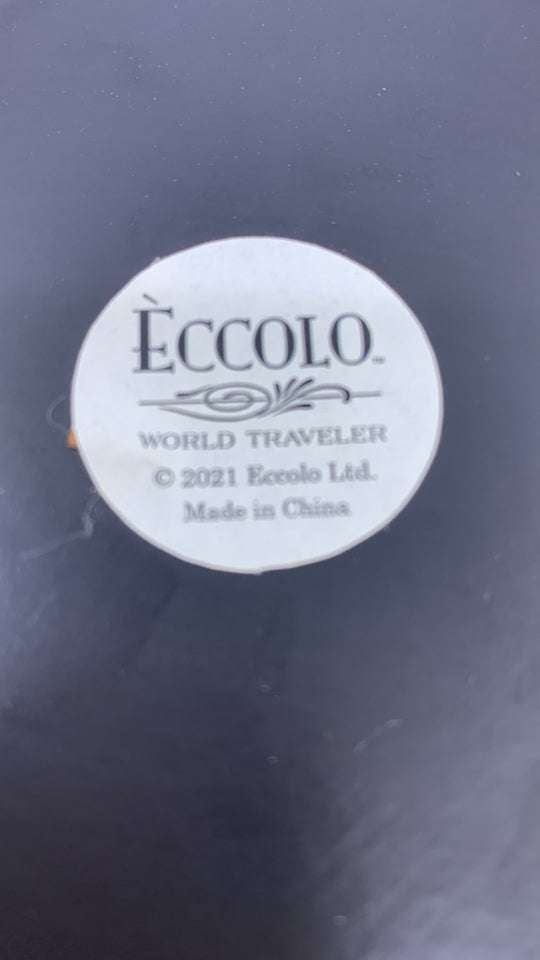 ÈCCOLO™
WORLD TRAVELER
© 2021 Eccolo Ltd.
Made in China